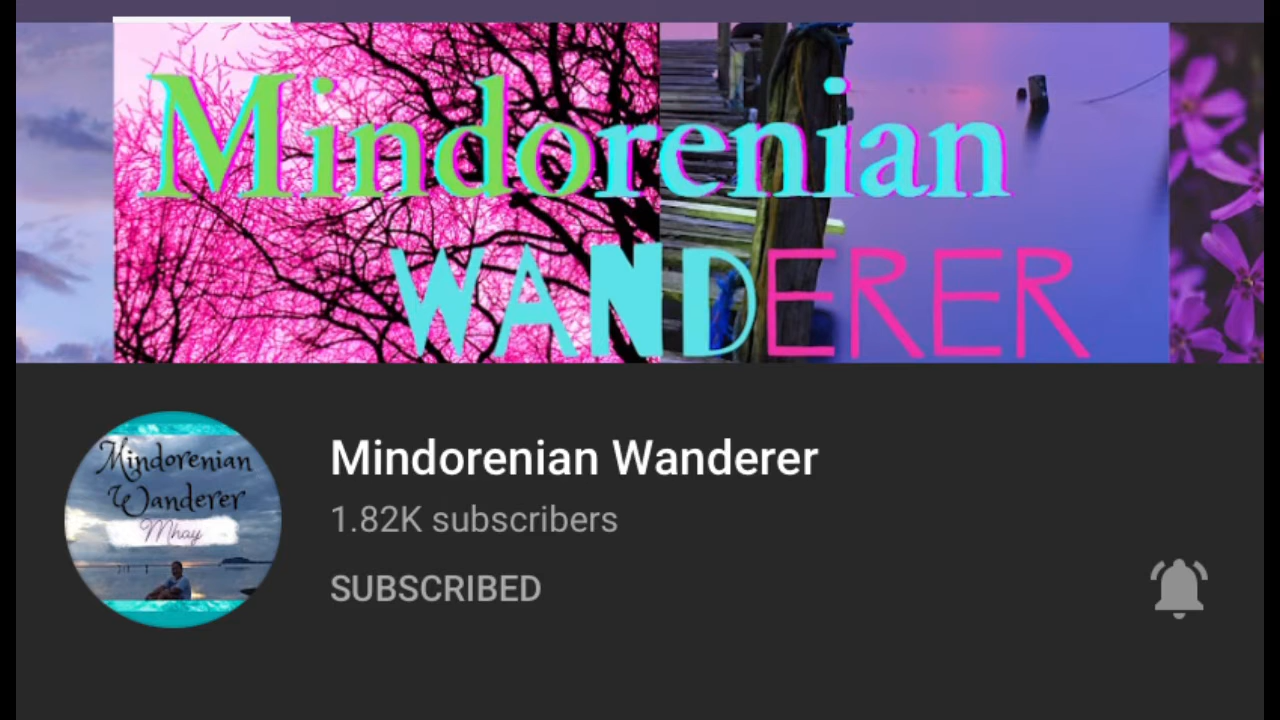 Mindorenian
WANDERER
Mindorenian
Wanderer
Mhay
Mindorenian Wanderer
1.82K subscribers
SUBSCRIBED